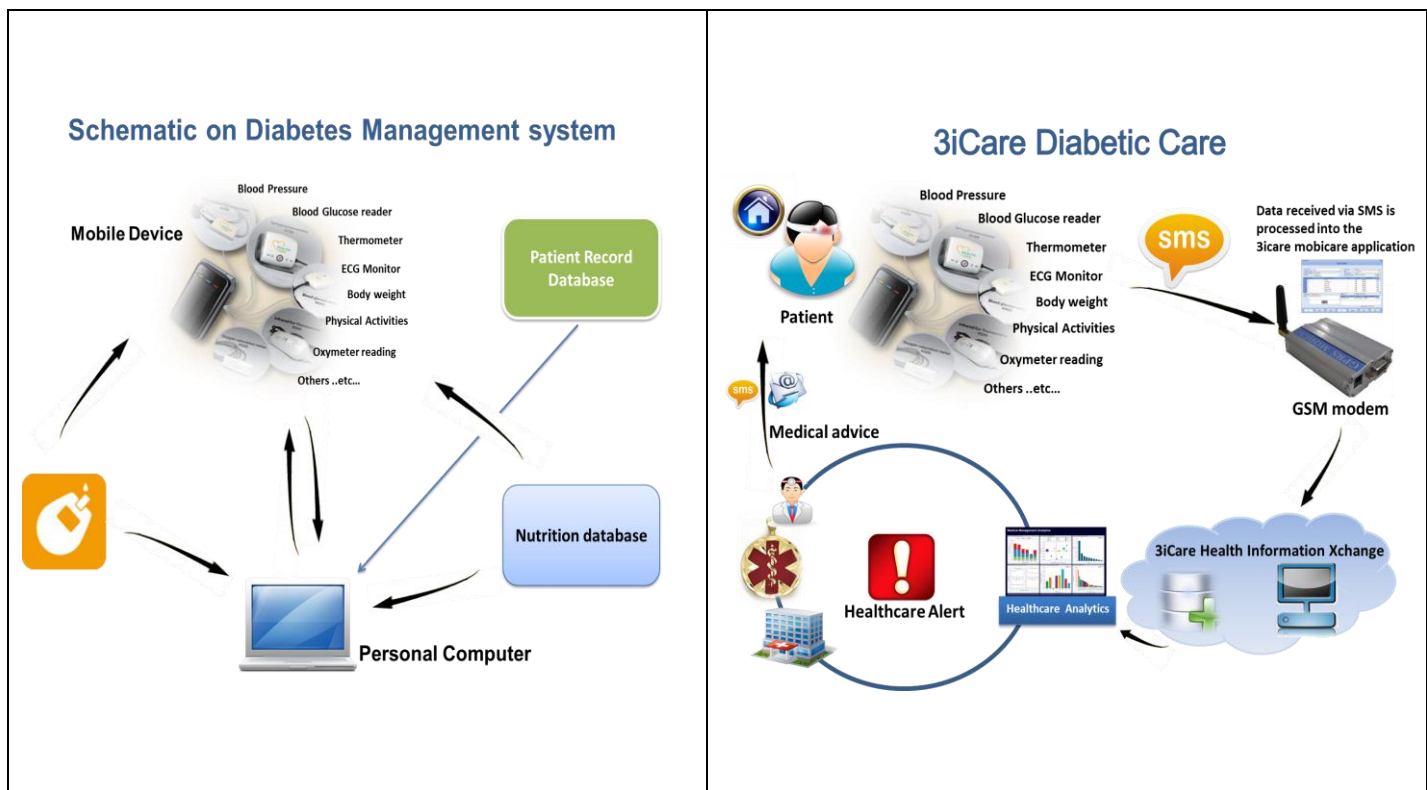 Schematic on Diabetes Management system
Blood Pressure
Blood Glucose reader
Mobile Device
Thermometer
ECG Monitor
Body weight
Physical Activities
Oxymeter reading
Others ..etc...
Patient Record
Database
Nutrition database
Personal Computer
3iCare Diabetic Care
Patient
Blood Pressure
Blood Glucose reader
Thermometer
ECG Monitor
Body weight
Physical Activities
Oxymeter reading
Others ..etc...
sms
Data received via SMS is
processed into the
3icare mobicare application
GSM modem
sms
Medical advice
Healthcare Alert
Healthcare Analytics
3iCare Health Information Xchange